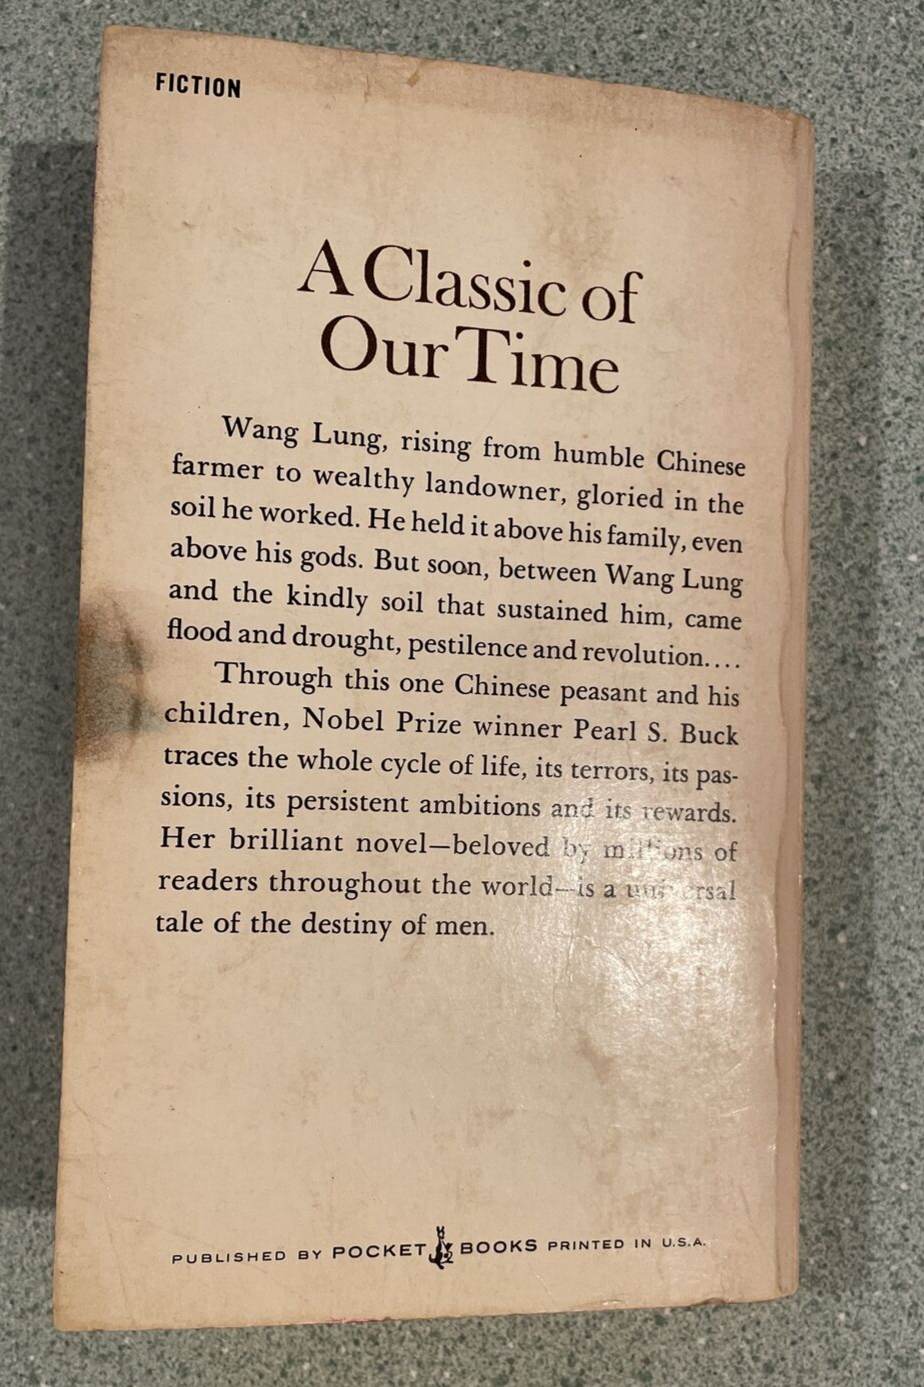 FICTION
A Classic of
Our Time
Wang Lung, rising from humble Chinese
farmer to wealthy landowner, gloried in the
soil he worked. He held it above his family, even
above his gods. But soon, between Wang Lung
and the kindly soil that sustained him, came
flood and drought, pestilence and revolution....
Through this one Chinese peasant and his
children, Nobel Prize winner Pearl S. Buck
traces the whole cycle of life, its terrors, its pas-
sions, its persistent ambitions and its rewards.
Her brilliant novel—beloved by millions of
readers throughout the world—is a universal
tale of the destiny of men.
PUBLISHED BY POCKET BOOKS PRINTED IN U.S.A.